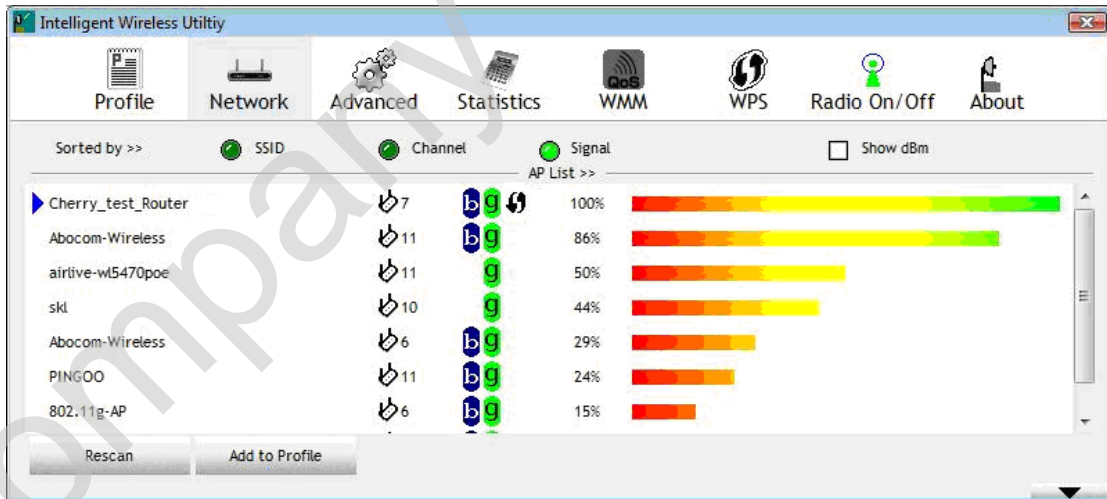 Intelligent Wireless Utiltiy
Profile Network Advanced Statistics QoS WMM WPS Radio On/Off About
Sorted by >> SSID Channel Signal Show dBm
AP List >>
Cherry_test_Router 7 b g 100%
Abocom-Wireless 11 b g 86%
airlive-wl5470poe 11 g 50%
skl 10 g 44%
Abocom-Wireless 6 b g 29%
PINGOO 11 b g 24%
802.11g-AP 6 b g 15%
Rescan Add to Profile
ompany